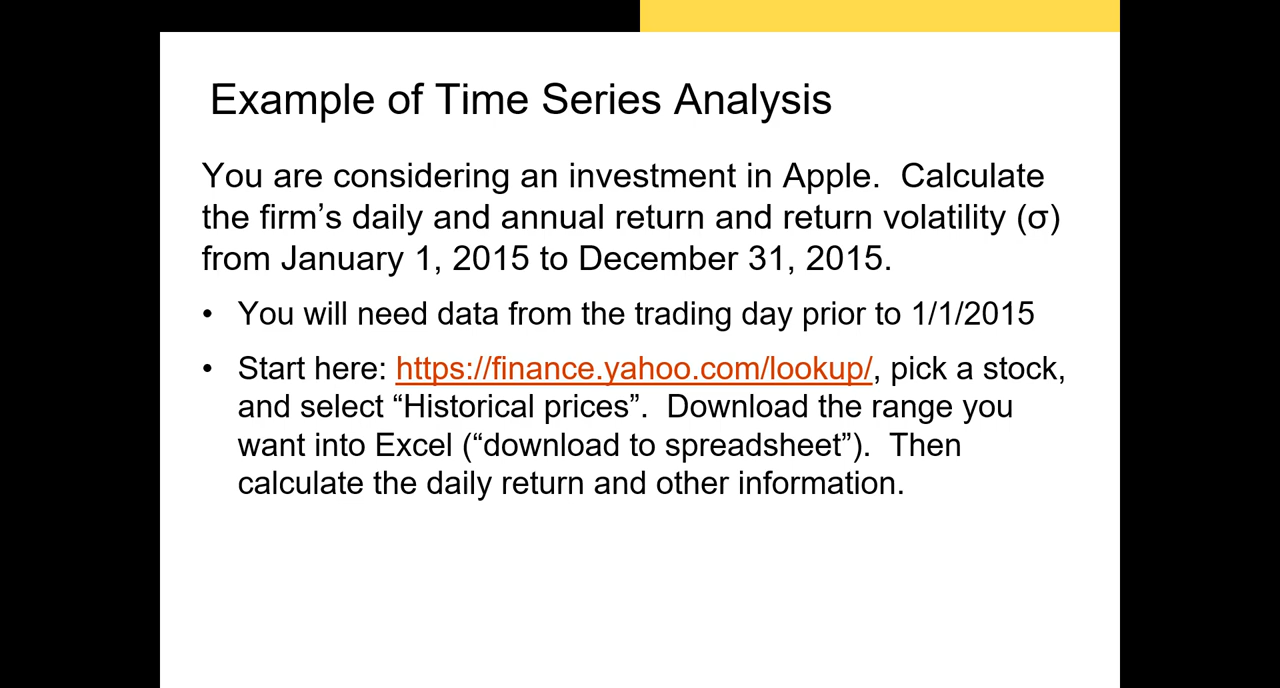 Example of Time Series Analysis
You are considering an investment in Apple.  Calculate
the firm’s daily and annual return and return volatility (σ)
from January 1, 2015 to December 31, 2015.
• You will need data from the trading day prior to 1/1/2015
• Start here: https://finance.yahoo.com/lookup/, pick a stock,
and select “Historical prices”.  Download the range you
want into Excel (“download to spreadsheet”).  Then
calculate the daily return and other information.